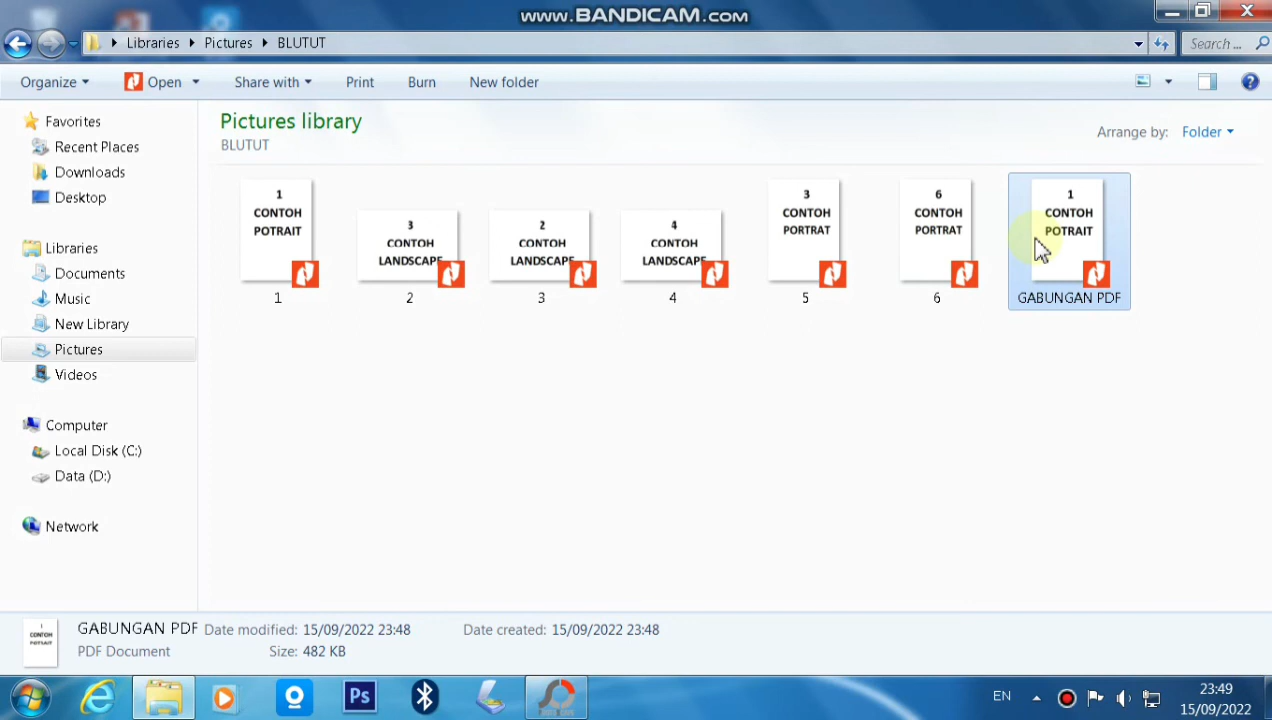 www.BANDICAM.com
Libraries Pictures BLUTUT
Search ...
Organize Open Share with Print Burn New folder
Favorites
Recent Places
Downloads
Desktop
Libraries
Documents
Music
New Library
Pictures
Videos
Computer
Local Disk (C:)
Data (D:)
Network
Pictures library
BLUTUT
Arrange by: Folder
1
CONTOH
POTRAIT
1
3
CONTOH
LANDSCAPE
2
2
CONTOH
LANDSCAPE
3
4
CONTOH
LANDSCAPE
4
3
CONTOH
PORTRAT
5
6
CONTOH
PORTRAT
6
1
CONTOH
POTRAIT
GABUNGAN PDF
1
CONTOH
POTRAIT
GABUNGAN PDF Date modified: 15/09/2022 23:48 Date created: 15/09/2022 23:48
PDF Document Size: 482 KB
Ps
EN
23:49
15/09/2022